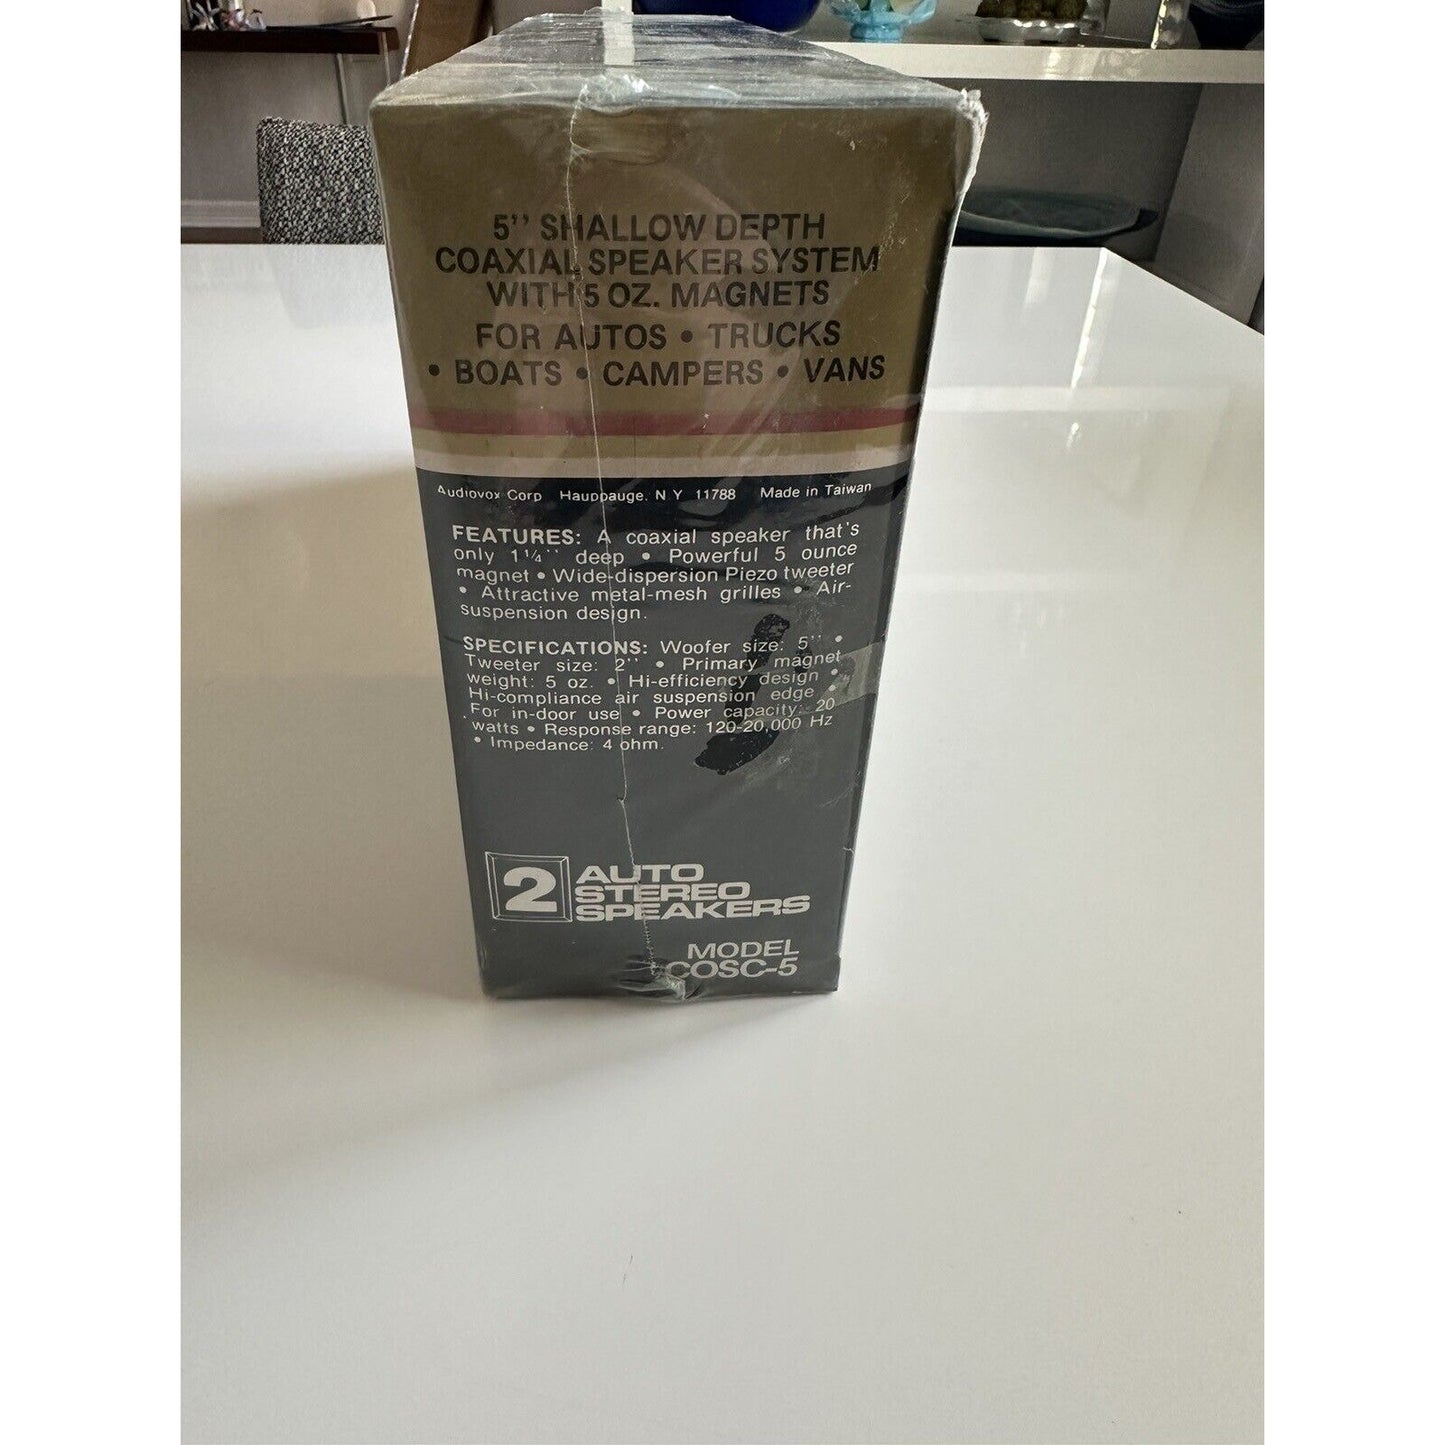 5'' SHALLOW DEPTH
COAXIAL SPEAKER SYSTEM
WITH 5 OZ. MAGNETS
FOR AUTOS • TRUCKS
• BOATS • CAMPERS • VANS
Audiovox Corp Hauppauge, N Y 11788 Made in Taiwan
FEATURES: A coaxial speaker that's
only 1¼'' deep • Powerful 5 ounce
magnet • Wide-dispersion Piezo tweeter
• Attractive metal-mesh grilles • Air-
suspension design.
SPECIFICATIONS: Woofer size: 5'' •
Tweeter size: 2'' • Primary magnet
weight: 5 oz. • Hi-efficiency design •
Hi-compliance air suspension edge •
For in-door use • Power capacity: 20
watts • Response range: 120-20,000 Hz
• Impedance: 4 ohm.
2 AUTO
STEREO
SPEAKERS
MODEL
COSC-5